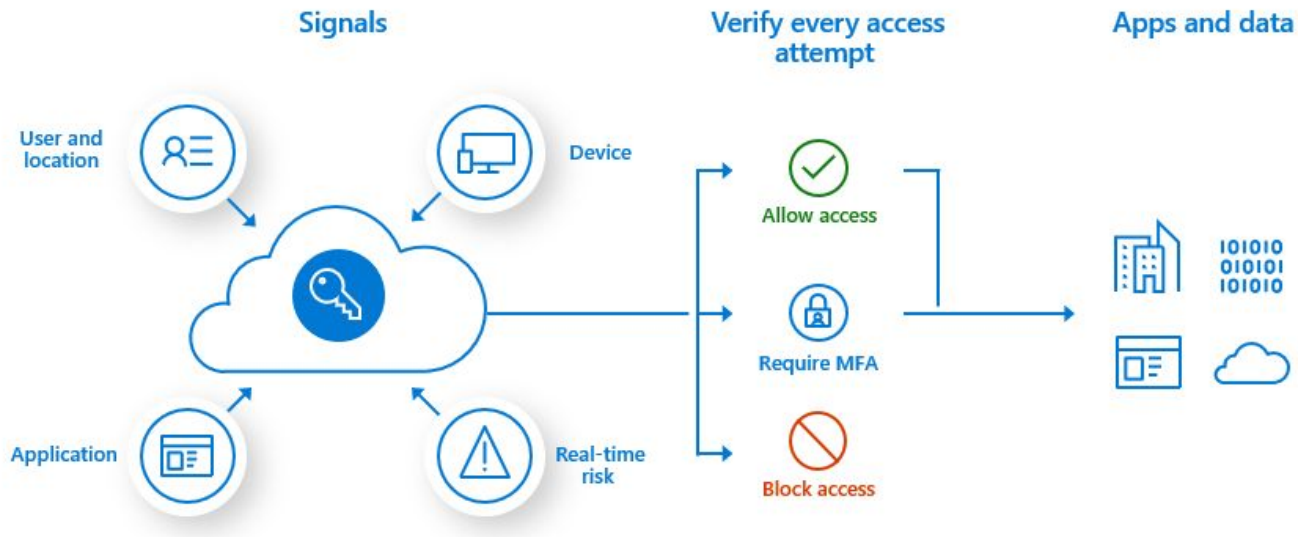 Signals
Verify every access
attempt
Apps and data
User and
location
Device
Allow access
101010
010101
101010
Require MFA
Application
Real-time
risk
Block access